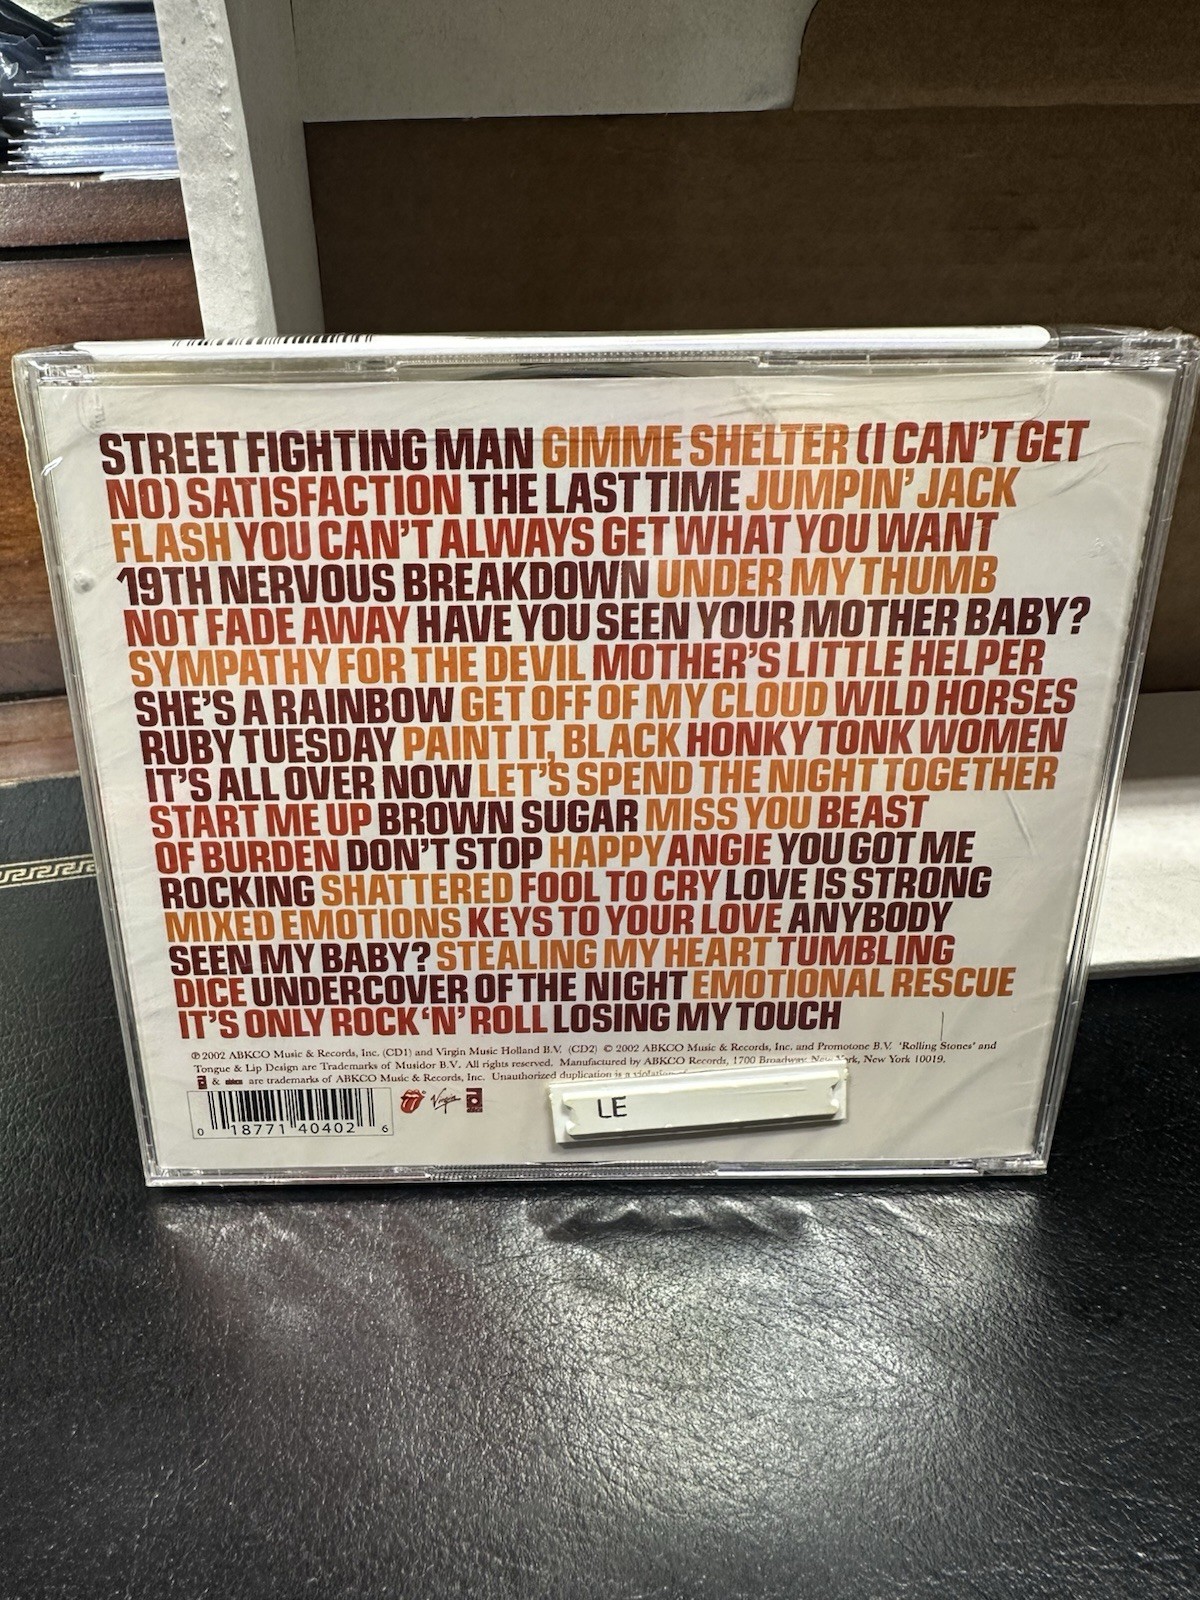 STREET FIGHTING MAN GIMME SHELTER (I CAN'T GET
NO) SATISFACTION THE LAST TIME JUMPIN' JACK
FLASH YOU CAN'T ALWAYS GET WHAT YOU WANT
19TH NERVOUS BREAKDOWN UNDER MY THUMB
NOT FADE AWAY HAVE YOU SEEN YOUR MOTHER BABY?
SYMPATHY FOR THE DEVIL MOTHER'S LITTLE HELPER
SHE'S A RAINBOW GET OFF OF MY CLOUD WILD HORSES
RUBY TUESDAY PAINT IT, BLACK HONKY TONK WOMEN
IT'S ALL OVER NOW LET'S SPEND THE NIGHT TOGETHER
START ME UP BROWN SUGAR MISS YOU BEAST
OF BURDEN DON'T STOP HAPPY ANGIE YOU GOT ME
ROCKING SHATTERED FOOL TO CRY LOVE IS STRONG
MIXED EMOTIONS KEYS TO YOUR LOVE ANYBODY
SEEN MY BABY? STEALING MY HEART TUMBLING
DICE UNDERCOVER OF THE NIGHT EMOTIONAL RESCUE
IT'S ONLY ROCK 'N' ROLL LOSING MY TOUCH
℗ 2002 ABKCO Music & Records, Inc. (CD1) and Virgin Music Holland B.V. (CD2) © 2002 ABKCO Music & Records, Inc. and Promotone B.V. 'Rolling Stones' and
Tongue & Lip Design are Trademarks of Musidor B.V. All rights reserved. Manufactured by ABKCO Records, 1700 Broadway, New York, New York 10019.
& abkco are trademarks of ABKCO Music & Records, Inc. Unauthorized duplication is a violation
Virgin
LE
0 18771 40402 6